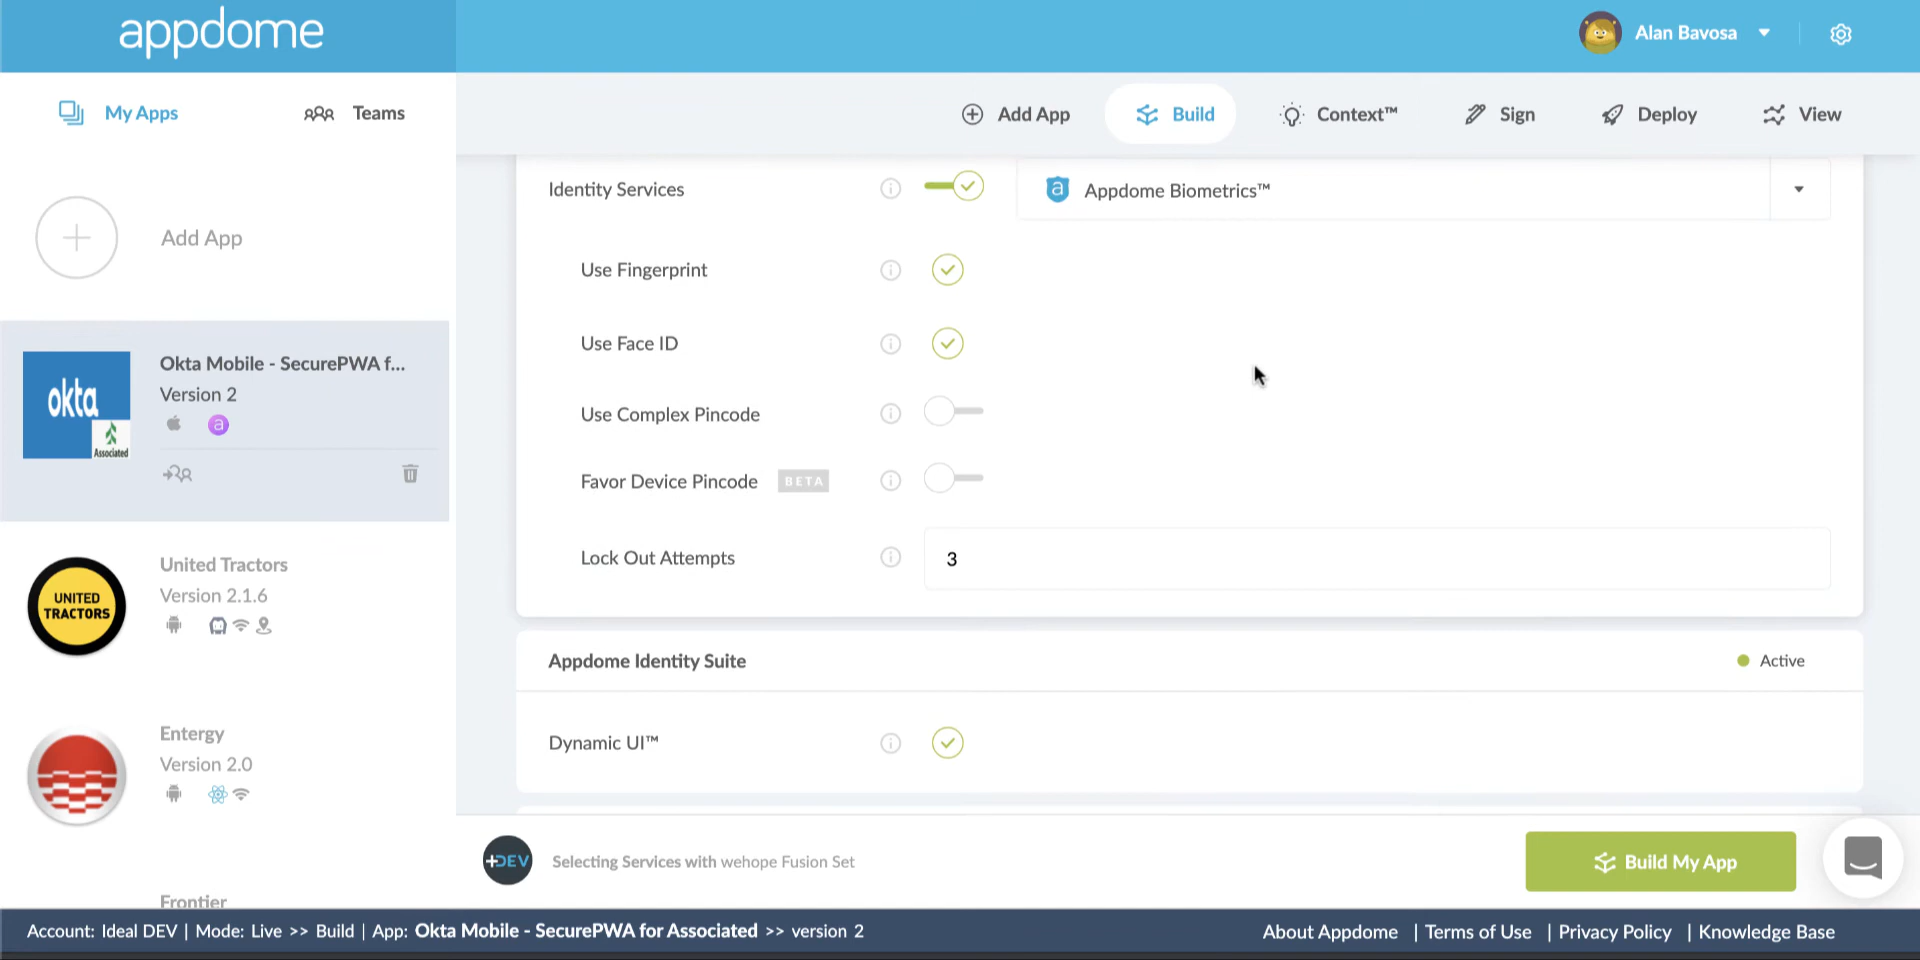 appdome
Alan Bavosa
My Apps
Teams
Add App
Build
Context™
Sign
Deploy
View
Add App
okta
Associated
Okta Mobile - SecurePWA f...
Version 2
a
UNITED
TRACTORS
United Tractors
Version 2.1.6
Entergy
Version 2.0
Frontier
Identity Services
a
Appdome Biometrics™
Use Fingerprint
Use Face ID
Use Complex Pincode
Favor Device Pincode BETA
Lock Out Attempts
3
Appdome Identity Suite
Active
Dynamic UI™
+DEV
Selecting Services with wehope Fusion Set
Build My App
Account: Ideal DEV | Mode: Live >> Build | App: Okta Mobile - SecurePWA for Associated >> version 2
About Appdome | Terms of Use | Privacy Policy | Knowledge Base